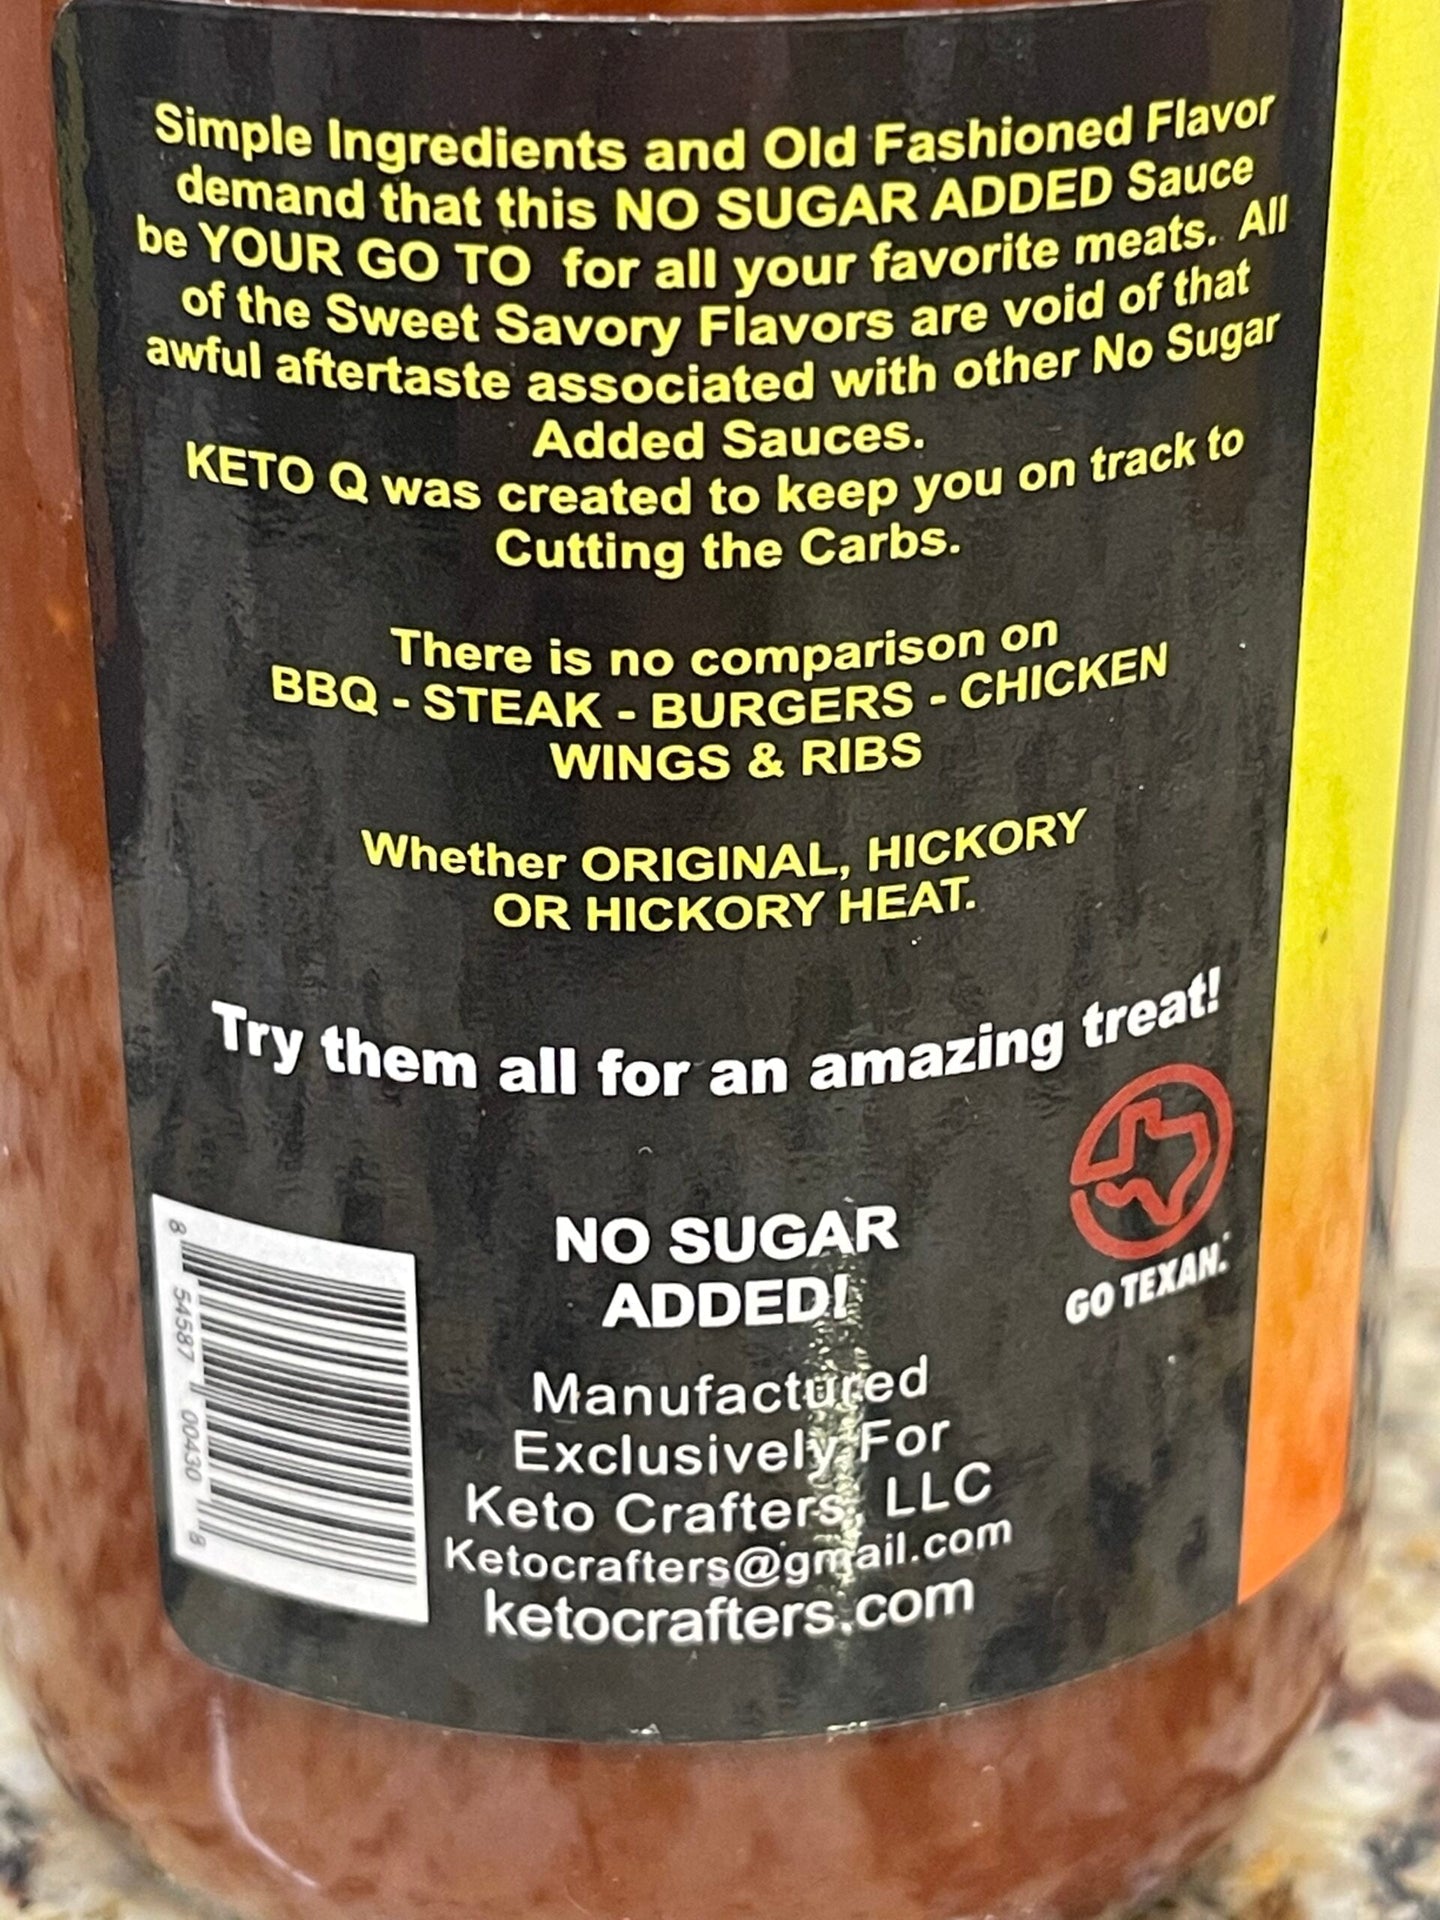 Simple Ingredients and Old Fashioned Flavor
demand that this NO SUGAR ADDED Sauce
be YOUR GO TO for all your favorite meats. All
of the Sweet Savory Flavors are void of that
awful aftertaste associated with other No Sugar
Added Sauces.
KETO Q was created to keep you on track to
Cutting the Carbs.
There is no comparison on
BBQ - STEAK - BURGERS - CHICKEN
WINGS & RIBS
Whether ORIGINAL, HICKORY
OR HICKORY HEAT.
Try them all for an amazing treat!
GO TEXAN.
NO SUGAR
ADDED!
Manufactured
Exclusively For
Keto Crafters, LLC
Ketocrafters@gmail.com
ketocrafters.com
8 54587 00430 8